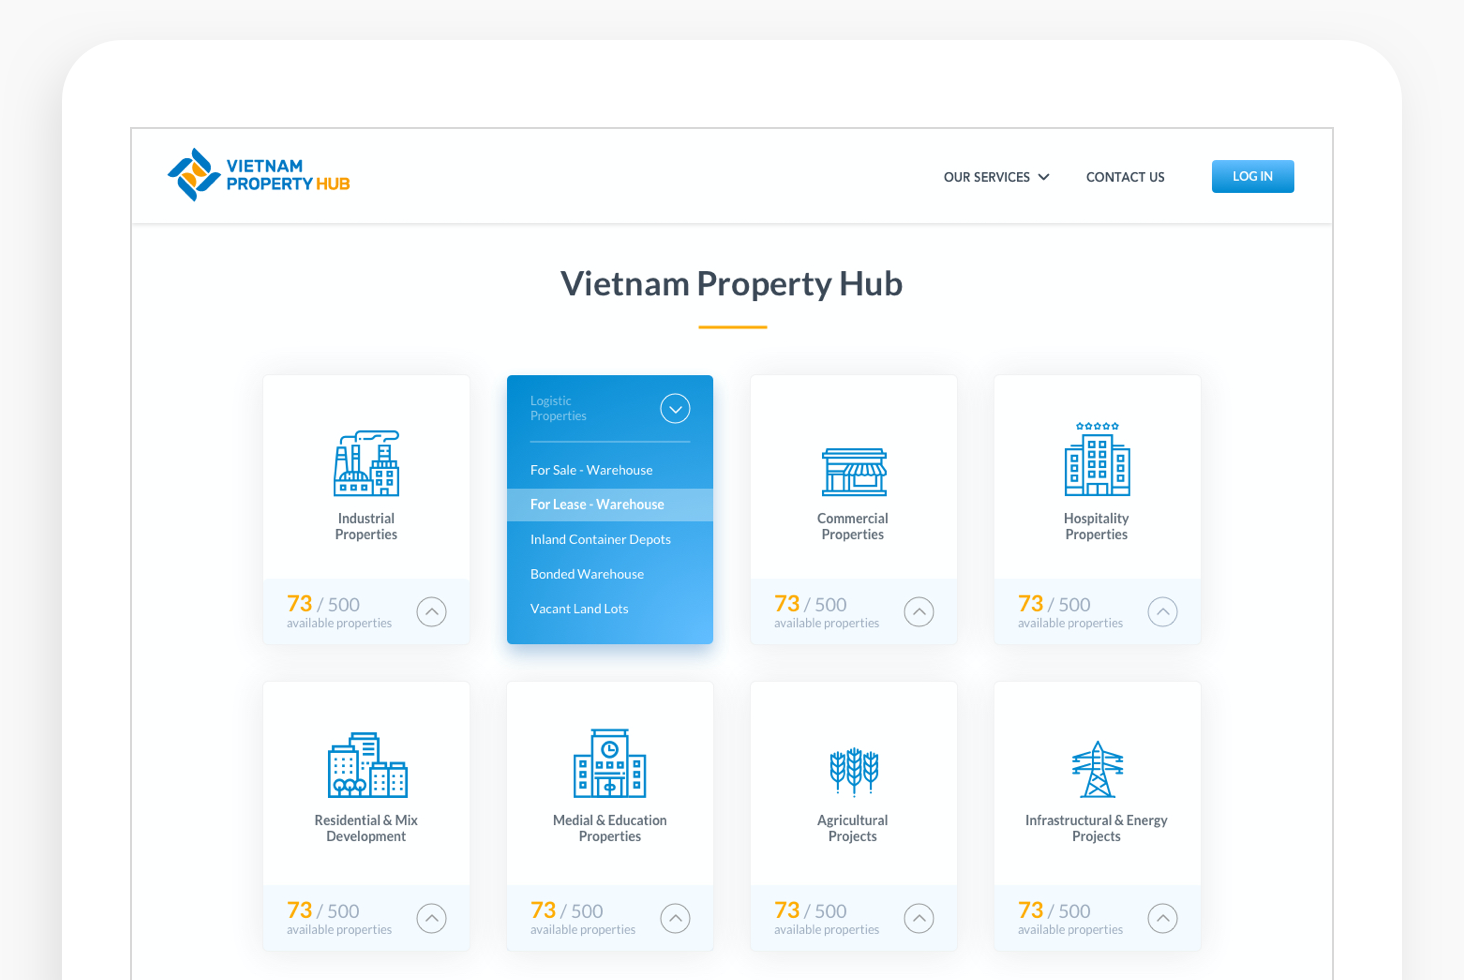 VIETNAM
PROPERTY HUB
OUR SERVICES
CONTACT US
LOG IN
Vietnam Property Hub
Industrial
Properties
73 / 500
available properties
Logistic
Properties
For Sale - Warehouse
For Lease - Warehouse
Inland Container Depots
Bonded Warehouse
Vacant Land Lots
Commercial
Properties
73 / 500
available properties
Hospitality
Properties
73 / 500
available properties
Residential & Mix
Development
73 / 500
available properties
Medial & Education
Properties
73 / 500
available properties
Agricultural
Projects
73 / 500
available properties
Infrastructural & Energy
Projects
73 / 500
available properties